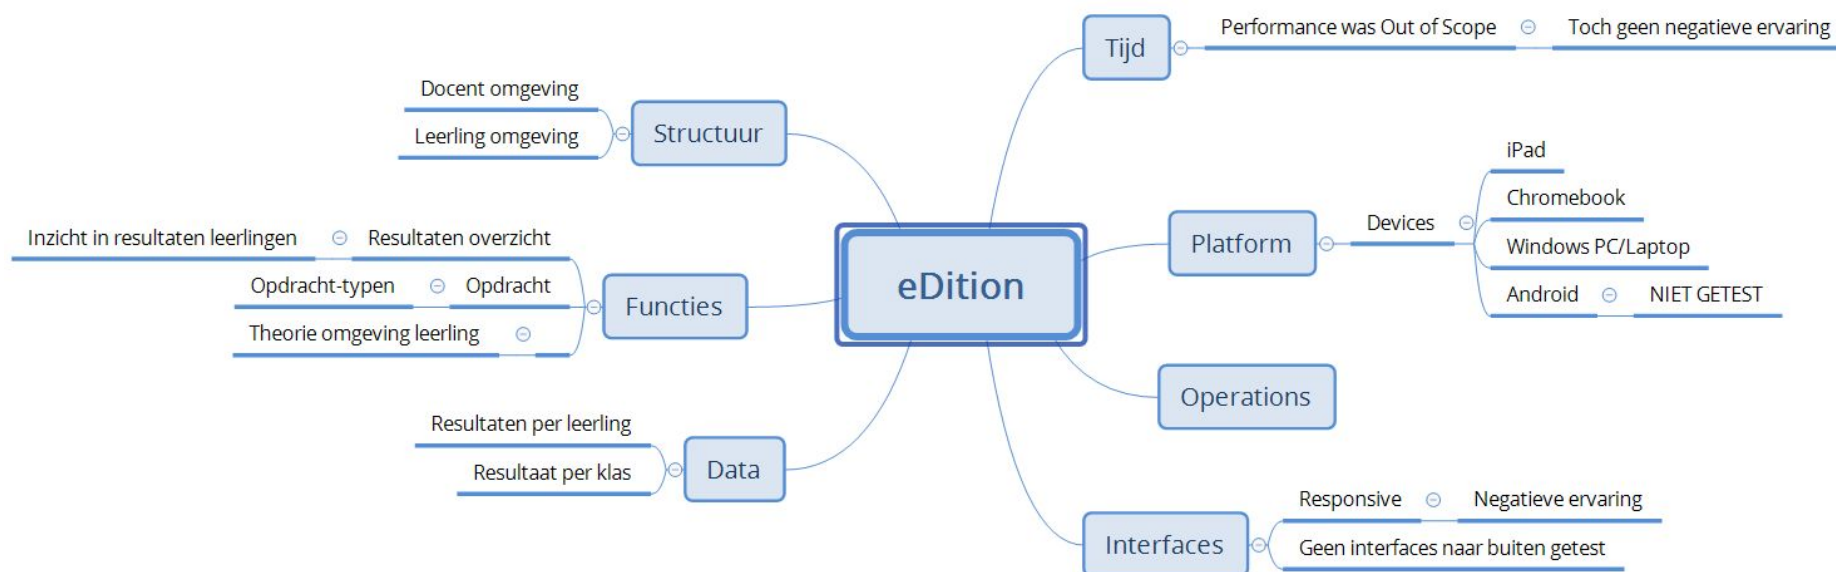 Tijd
Performance was Out of Scope
Toch geen negatieve ervaring
Docent omgeving
Leerling omgeving
Structuur
iPad
Chromebook
Windows PC/Laptop
Android
NIET GETEST
Devices
Platform
Inzicht in resultaten leerlingen
Resultaten overzicht
Opdracht-typen
Opdracht
Theorie omgeving leerling
Functies
eDition
Operations
Resultaten per leerling
Resultaat per klas
Data
Interfaces
Responsive
Negatieve ervaring
Geen interfaces naar buiten getest